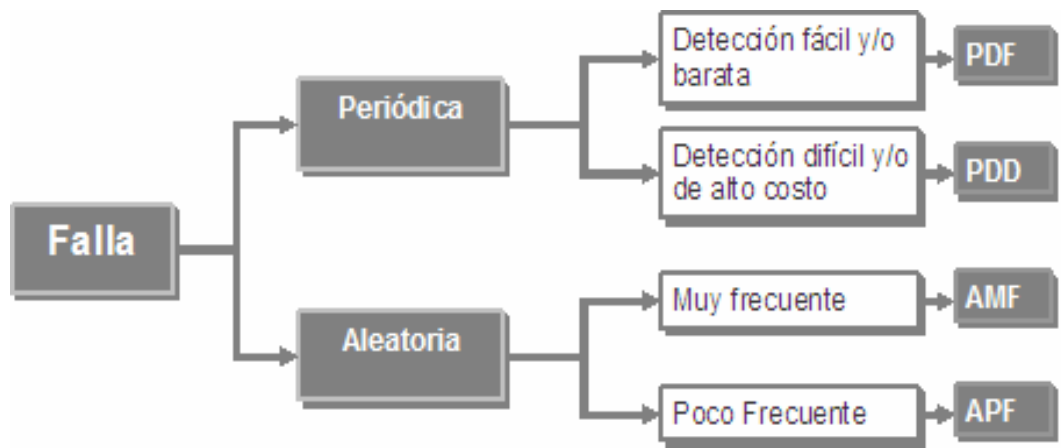 Falla
Periódica
Detección fácil y/o
barata
PDF
Detección difícil y/o
de alto costo
PDD
Aleatoria
Muy frecuente
AMF
Poco Frecuente
APF